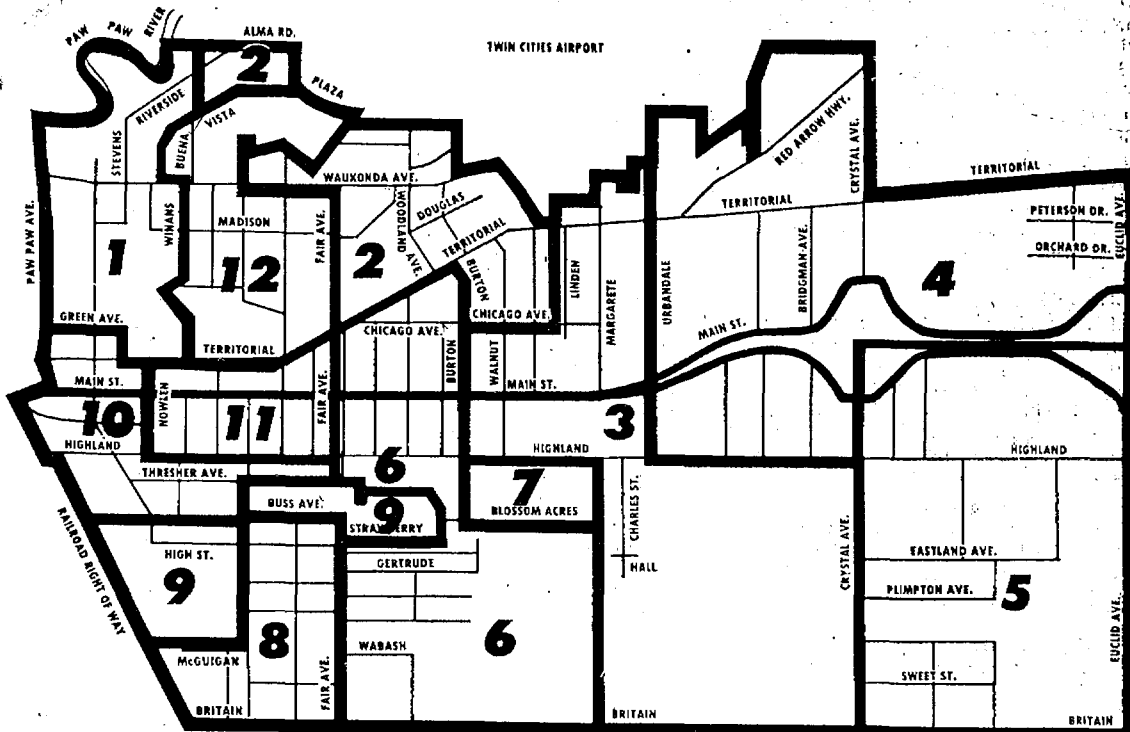 PAW PAW RIVER
ALMA RD.
TWIN CITIES AIRPORT
2
PLAZA
RIVERSIDE
VISTA
STEVENS
BUENA
RED ARROW HWY.
CRYSTAL AVE.
TERRITORIAL
WAUKONDA AVE.
PAW PAW AVE.
WINANS
MADISON
FAIR AVE.
WOODLAND AVE.
DOUGLAS
TERRITORIAL
TERRITORIAL
PETERSON DR.
ORCHARD DR.
EUCLID AVE.
1
12
2
BURTON
LINDEN
MARGARETE
URBANDALE
BRIDGMAN AVE.
4
GREEN AVE.
CHICAGO AVE.
CHICAGO AVE.
MAIN ST.
TERRITORIAL
BURTON
WALNUT
MAIN ST.
MAIN ST.
10
NOWLEN
11
FAIR AVE.
3
HIGHLAND
HIGHLAND
HIGHLAND
THRESHER AVE.
6
7
BLOSSOM ACRES
BUSS AVE.
9
STRAWBERRY
CHARLES ST.
HALL
CRYSTAL AVE.
RAILROAD RIGHT OF WAY
HIGH ST.
9
GERTRUDE
EASTLAND AVE.
PLIMPTON AVE.
5
EUCLID AVE.
8
6
McGUIGAN
FAIR AVE.
WABASH
SWEET ST.
BRITAIN
BRITAIN
BRITAIN